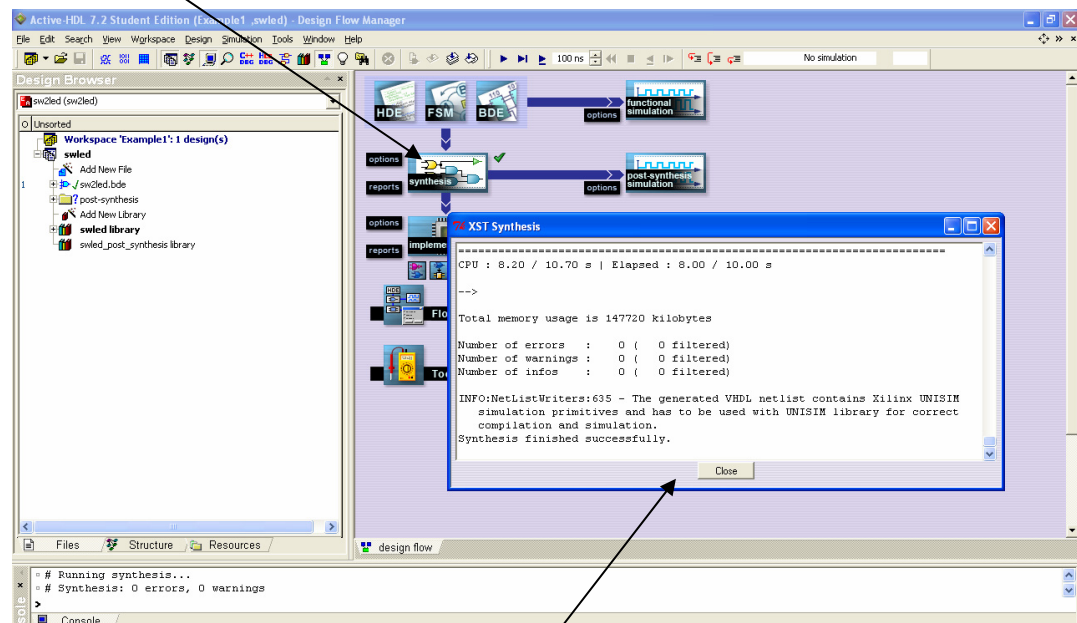 Active-HDL 7.2 Student Edition (Example1 ,swled) - Design Flow Manager
File Edit Search View Workspace Design Simulation Tools Window Help
100 ns
No simulation
Design Browser
sw2led (sw2led)
Unsorted
Workspace 'Example1': 1 design(s)
swled
Add New File
1 sw2led.bde
? post-synthesis
Add New Library
swled library
swled_post_synthesis library
Files Structure Resources
HDE FSM BDE
options
functional simulation
options
synthesis
reports
options
post-synthesis simulation
options
impleme
reports
Flo
Too
design flow
XST Synthesis
=========================================================================
CPU : 8.20 / 10.70 s | Elapsed : 8.00 / 10.00 s
-->
Total memory usage is 147720 kilobytes
Number of errors : 0 ( 0 filtered)
Number of warnings : 0 ( 0 filtered)
Number of infos : 0 ( 0 filtered)
INFO:NetListWriters:635 - The generated VHDL netlist contains Xilinx UNISIM
simulation primitives and has to be used with UNISIM library for correct
compilation and simulation.
Synthesis finished successfully.
Close
# Running synthesis...
# Synthesis: 0 errors, 0 warnings
>
Console